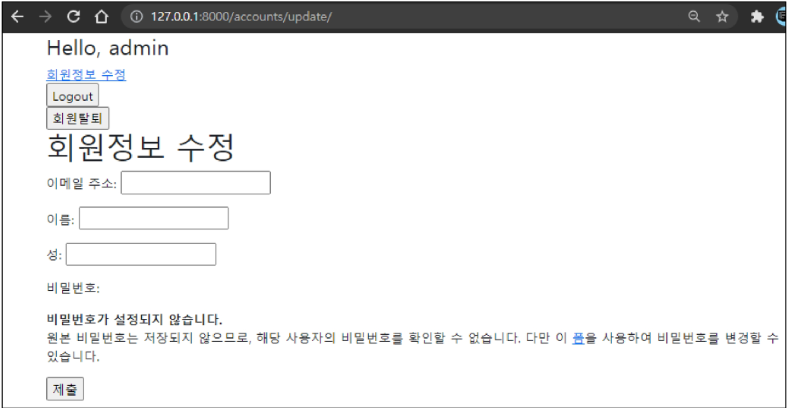 127.0.0.1:8000/accounts/update/
Hello, admin
회원정보 수정
Logout
회원탈퇴
회원정보 수정
이메일 주소:
이름:
성:
비밀번호:
비밀번호가 설정되지 않습니다.
원본 비밀번호는 저장되지 않으므로, 해당 사용자의 비밀번호를 확인할 수 없습니다. 다만 이 폼을 사용하여 비밀번호를 변경할 수
있습니다.
제출